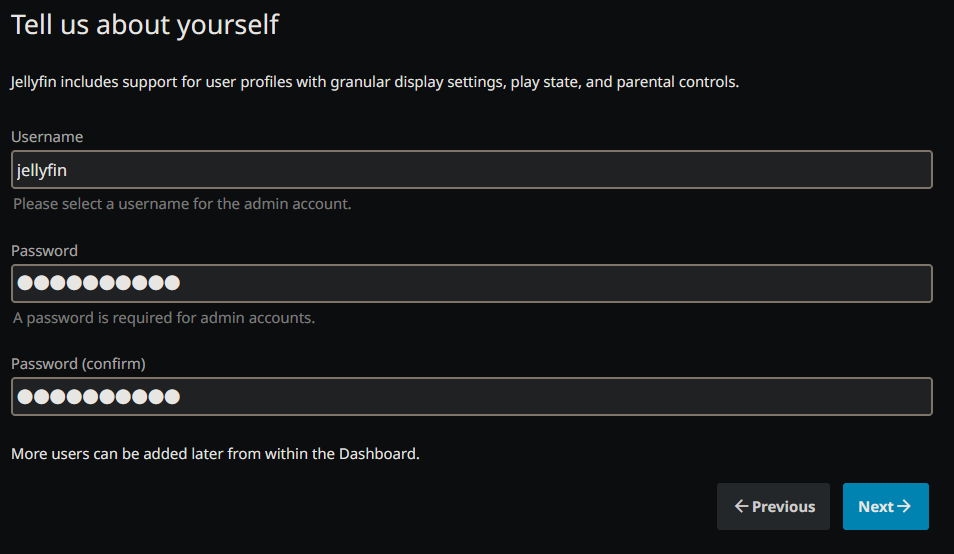 Tell us about yourself
Jellyfin includes support for user profiles with granular display settings, play state, and parental controls.
Username
jellyfin
Please select a username for the admin account.
Password
●●●●●●●●●●
A password is required for admin accounts.
Password (confirm)
●●●●●●●●●●
More users can be added later from within the Dashboard.
←Previous Next→